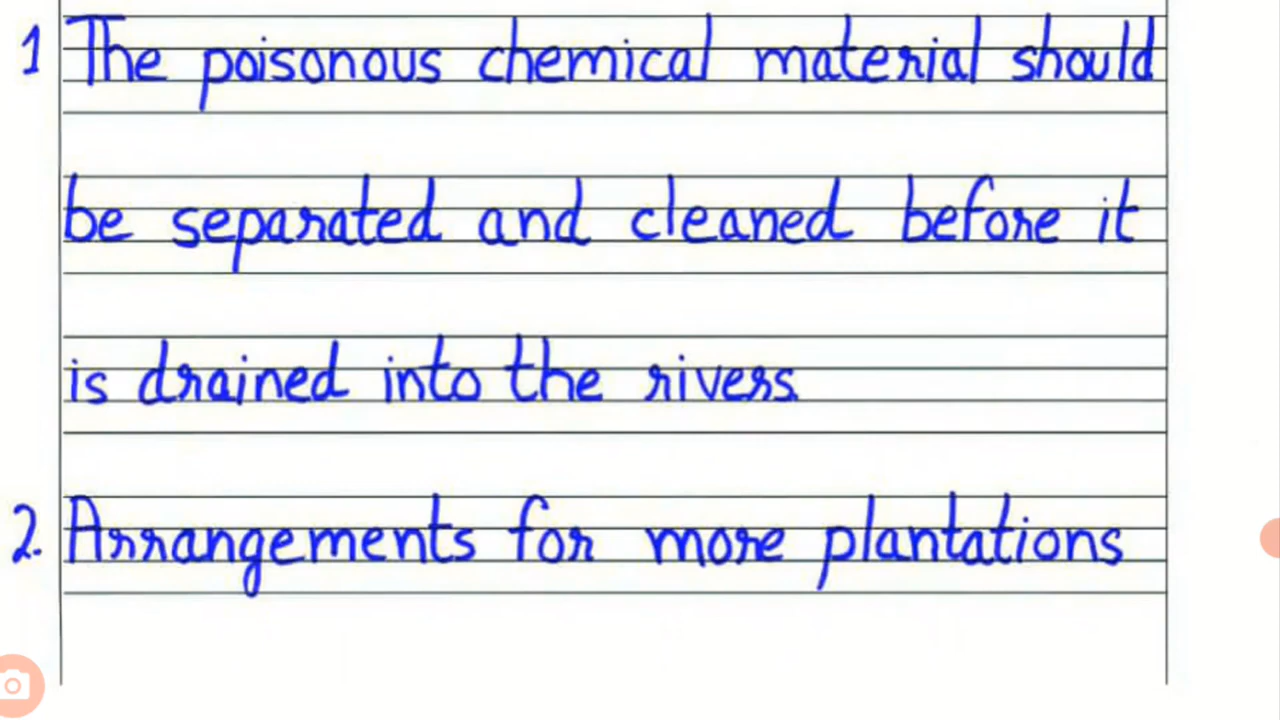 1 The poisonous chemical material should
be separated and cleaned before it
is drained into the rivers.
2. Arrangements for more plantations